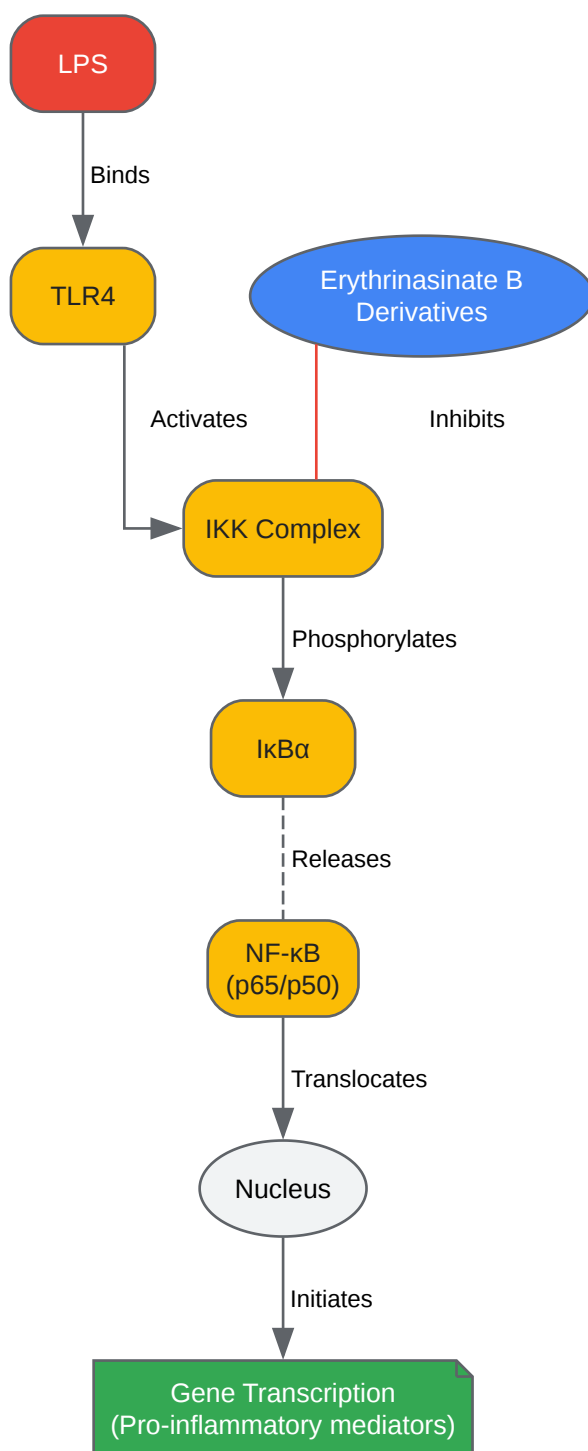 LPS
Binds
TLR4
Erythrinasinate B
Derivatives
Activates
Inhibits
IKK Complex
Phosphorylates
IκBα
Releases
NF-κB
(p65/p50)
Translocates
Nucleus
Initiates
Gene Transcription
(Pro-inflammatory mediators)